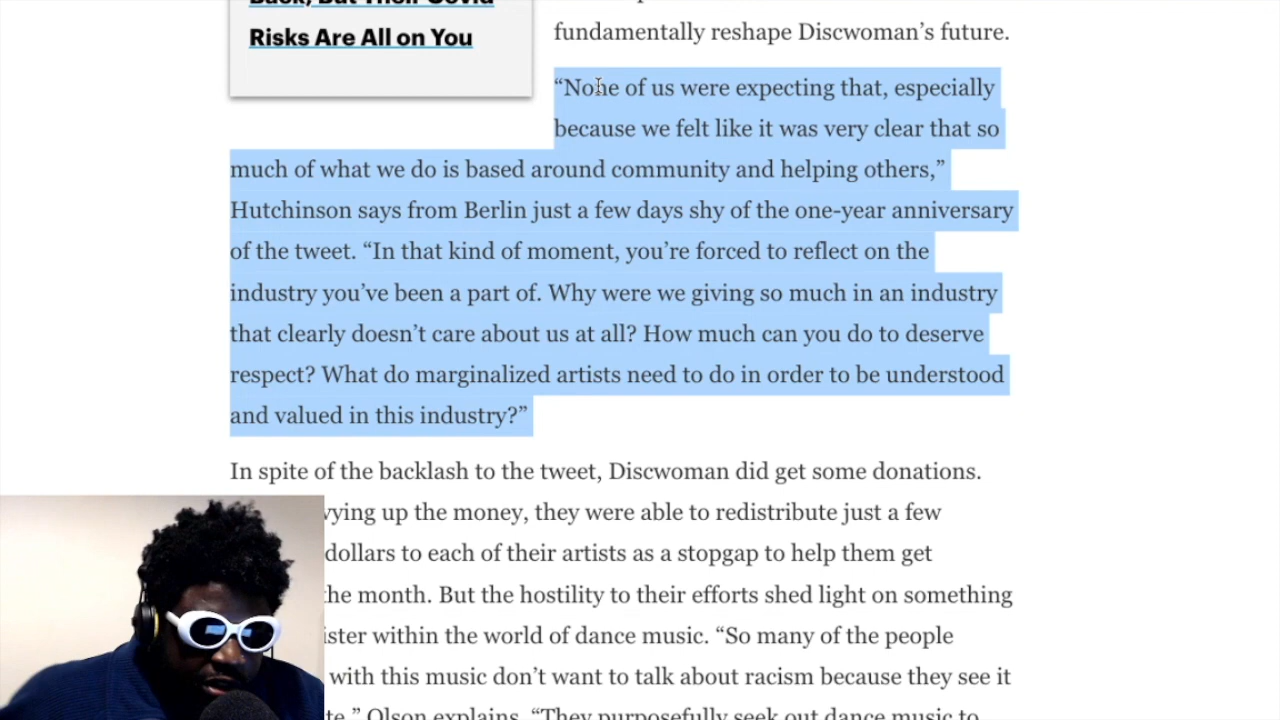 Back, But Their Covid
Risks Are All on You
fundamentally reshape Discwoman’s future.
“None of us were expecting that, especially
because we felt like it was very clear that so
much of what we do is based around community and helping others,”
Hutchinson says from Berlin just a few days shy of the one-year anniversary
of the tweet. “In that kind of moment, you’re forced to reflect on the
industry you’ve been a part of. Why were we giving so much in an industry
that clearly doesn’t care about us at all? How much can you do to deserve
respect? What do marginalized artists need to do in order to be understood
and valued in this industry?”
In spite of the backlash to the tweet, Discwoman did get some donations.
up the money, they were able to redistribute just a few
dollars to each of their artists as a stopgap to help them get
the month. But the hostility to their efforts shed light on something
within the world of dance music. “So many of the people
with this music don’t want to talk about racism because they see it
Olson explains. “They purposefully seek out dance music to